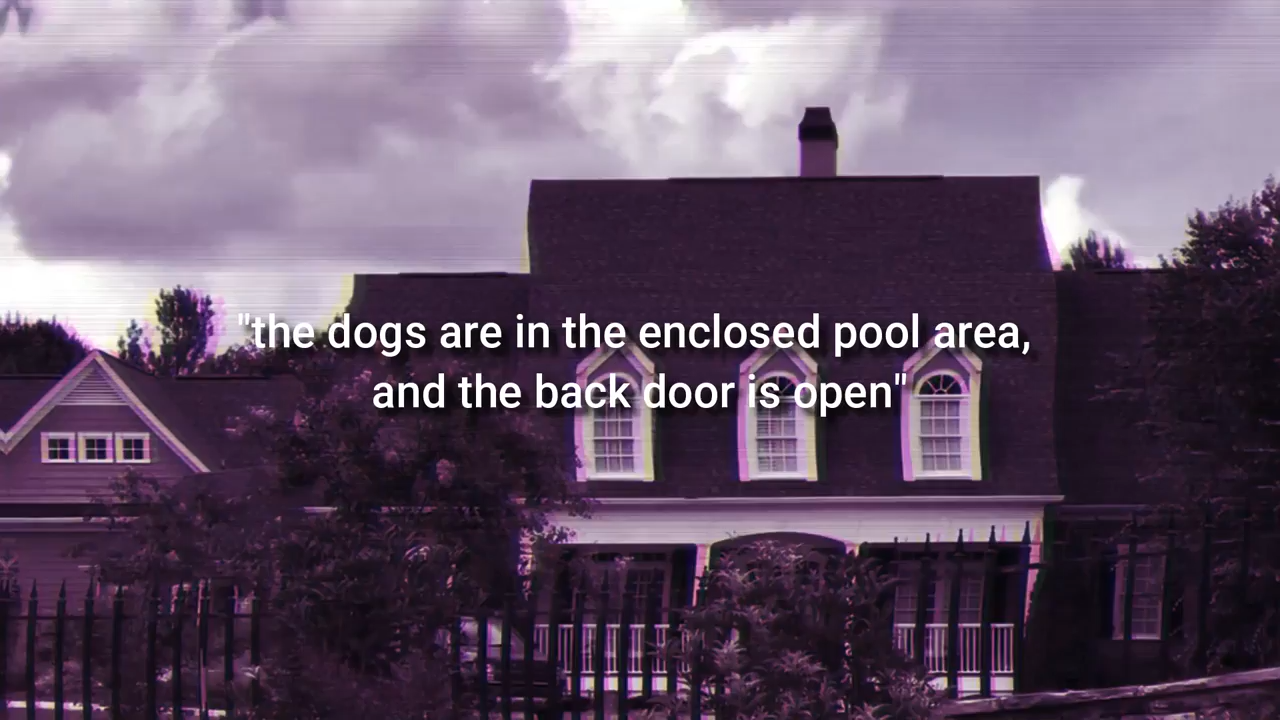 "the dogs are in the enclosed pool area,
and the back door is open"